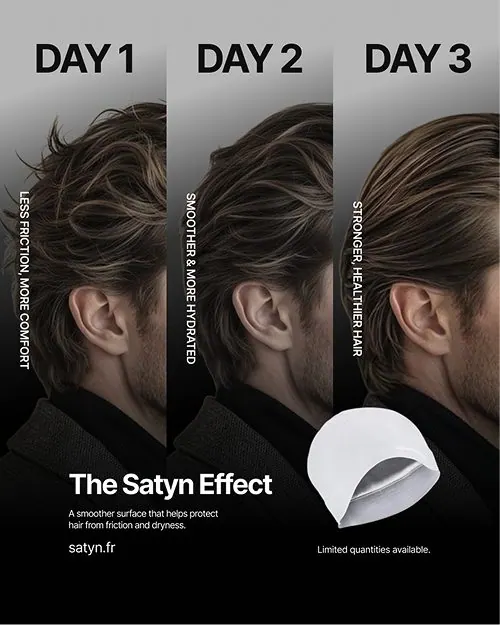 DAY 1
DAY 2
DAY 3
LESS FRICTION, MORE COMFORT
SMOOTHER & MORE HYDRATED
STRONGER, HEALTHIER HAIR
The Satyn Effect
A smoother surface that helps protect
hair from friction and dryness.
satyn.fr
Limited quantities available.